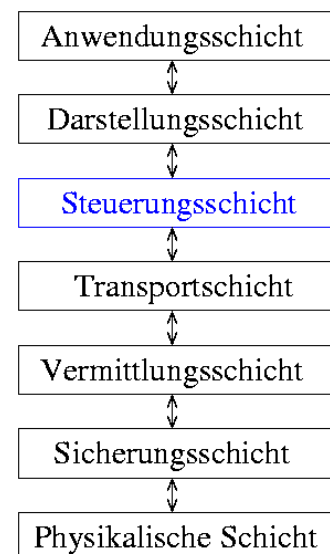 Anwendungsschicht
Darstellungsschicht
Steuerungsschicht
Transportschicht
Vermittlungsschicht
Sicherungsschicht
Physikalische Schicht